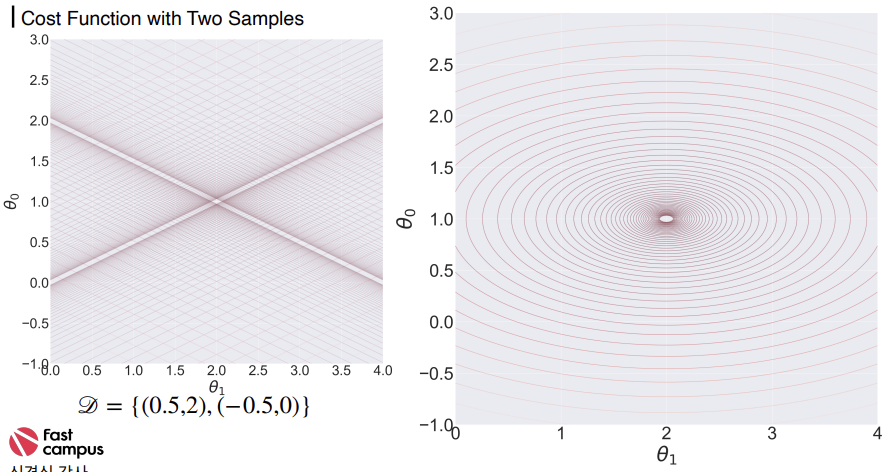 Cost Function with Two Samples
3.0
2.5
2.0
1.5
1.0
0.5
0.0
−0.5
−1.0
θ₀
0.0 0.5 1.0 1.5 2.0 2.5 3.0 3.5 4.0
θ₁
𝒟 = {(0.5,2), (−0.5,0)}
Fast
campus
3.0
2.5
2.0
1.5
1.0
0.5
0.0
−0.5
−1.0
θ₀
0 1 2 3 4
θ₁